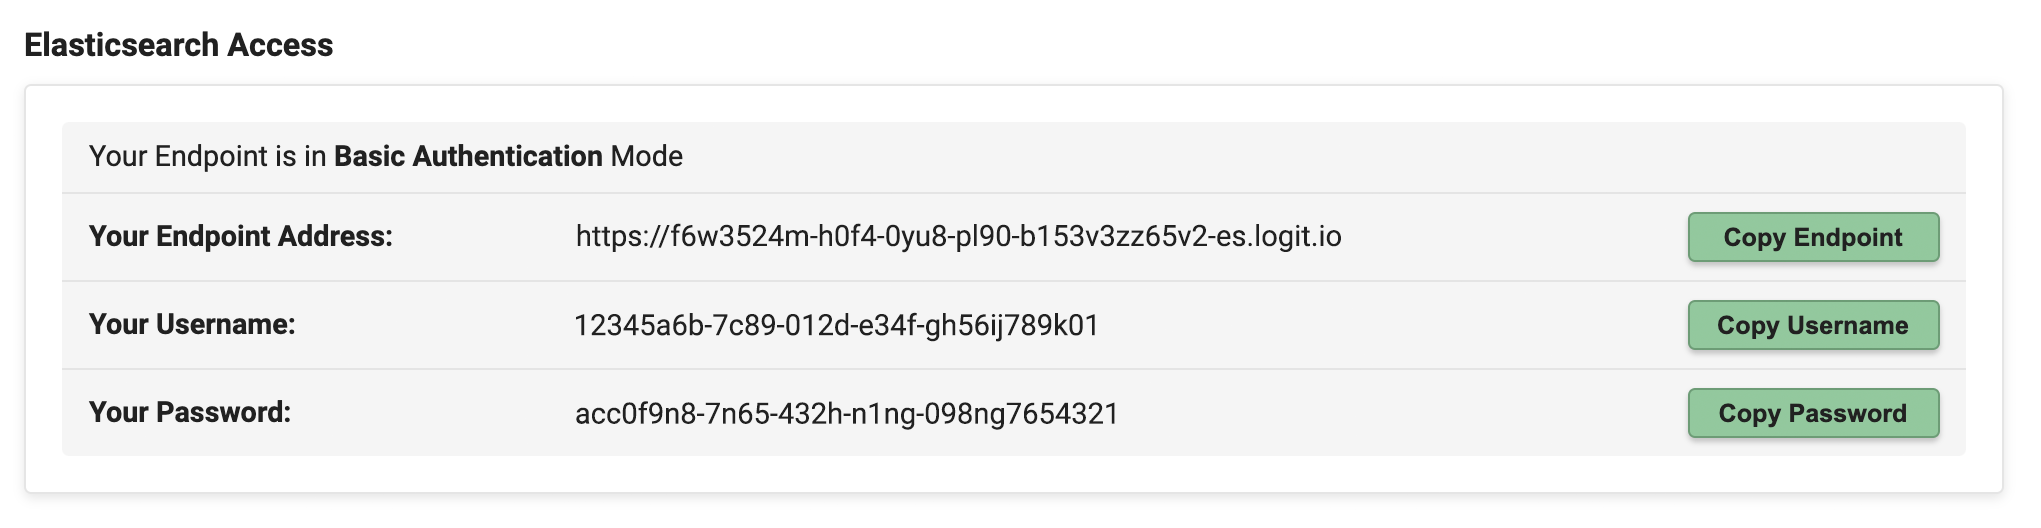 Elasticsearch Access
Your Endpoint is in Basic Authentication Mode
Your Endpoint Address: https://f6w3524m-h0f4-0yu8-pl90-b153v3zz65v2-es.logit.io Copy Endpoint
Your Username: 12345a6b-7c89-012d-e34f-gh56ij789k01 Copy Username
Your Password: acc0f9n8-7n65-432h-n1ng-098ng7654321 Copy Password